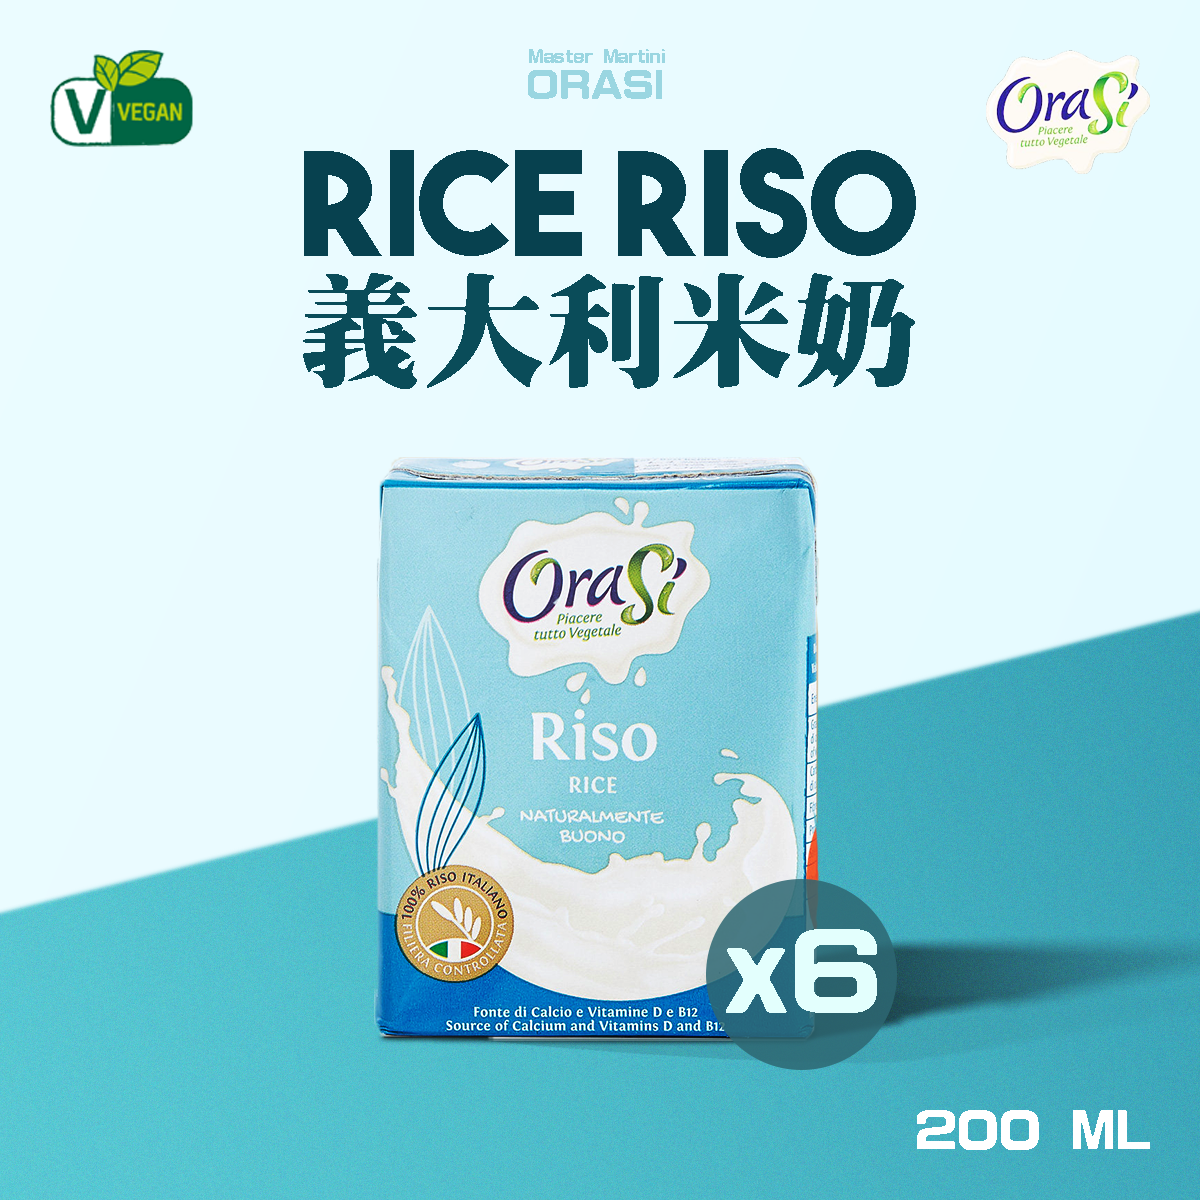 V VEGAN
Master Martini
ORASI
OraSì
Piacere
tutto Vegetale
RICE RISO
義大利米奶
OraSì
Piacere
tutto Vegetale
Riso
RICE
NATURALMENTE
BUONO
100% RISO ITALIANO
FILIERA CONTROLLATA
x6
Fonte di Calcio e Vitamine D e B12
Source of Calcium and Vitamins D and B12
200 ML